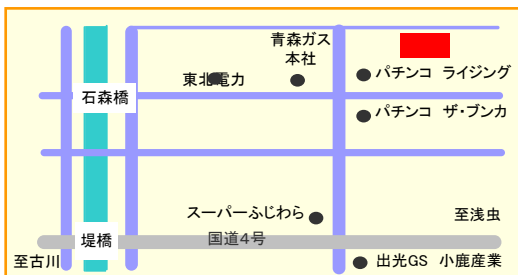 青森ガス
本社
パチンコ ライジング
東北電力
石森橋
パチンコ ザ・ブンカ
スーパーふじわら
至浅虫
堤橋
国道4号
至古川
出光GS 小鹿産業